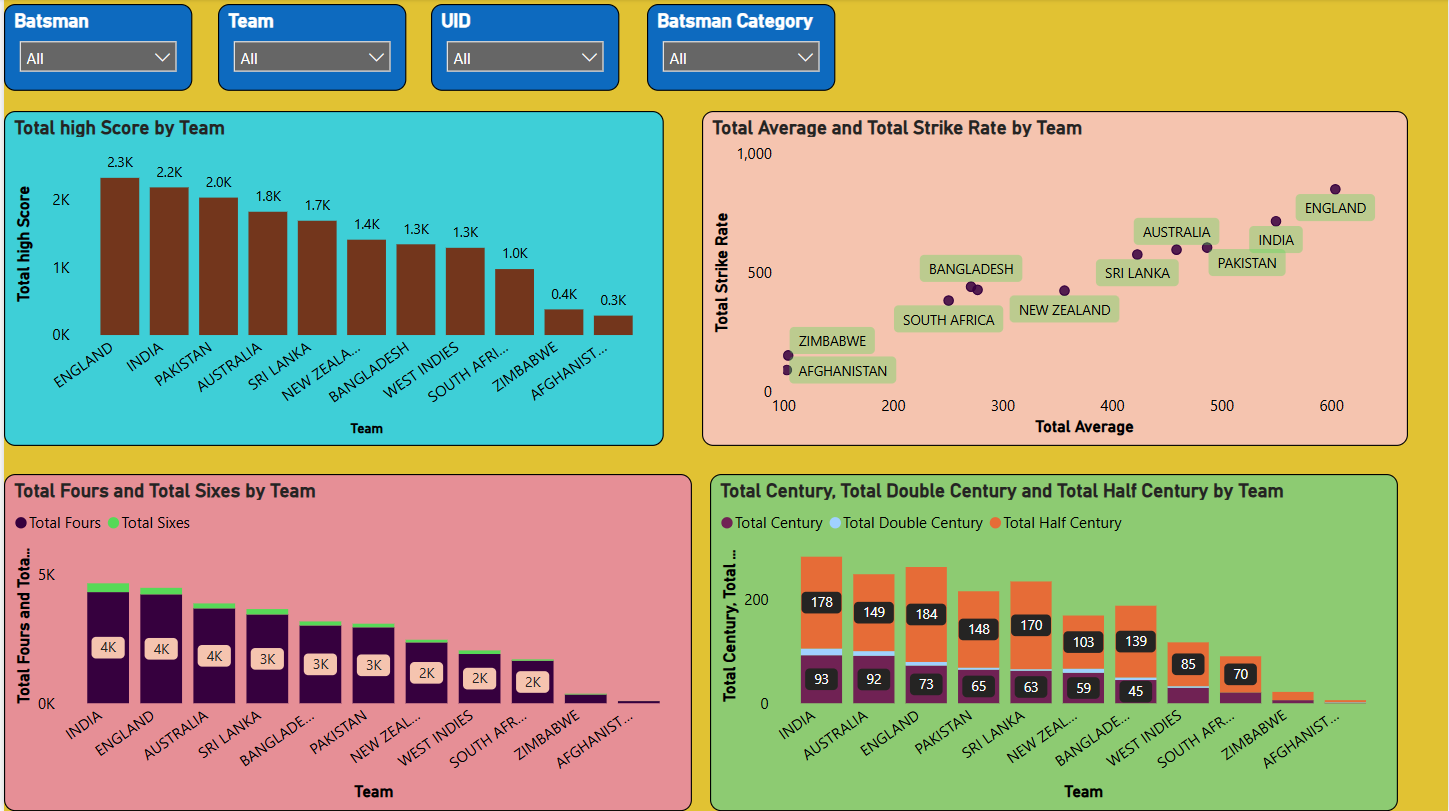 Batsman
All
Team
All
UID
All
Batsman Category
All
Total high Score by Team
Total high Score
2K
1K
0K
2.3K
2.2K
2.0K
1.8K
1.7K
1.4K
1.3K
1.3K
1.0K
0.4K
0.3K
ENGLAND
INDIA
PAKISTAN
AUSTRALIA
SRI LANKA
NEW ZEALA...
BANGLADESH
WEST INDIES
SOUTH AFRI...
ZIMBABWE
AFGHANIST...
Team
Total Average and Total Strike Rate by Team
Total Strike Rate
1,000
500
0
ENGLAND
INDIA
AUSTRALIA
PAKISTAN
SRI LANKA
BANGLADESH
NEW ZEALAND
SOUTH AFRICA
ZIMBABWE
AFGHANISTAN
100
200
300
400
500
600
Total Average
Total Fours and Total Sixes by Team
Total Fours
Total Sixes
Total Fours and Tota...
5K
0K
4K
4K
4K
3K
3K
3K
2K
2K
2K
INDIA
ENGLAND
AUSTRALIA
SRI LANKA
BANGLADE...
PAKISTAN
NEW ZEAL...
WEST INDIES
SOUTH AFR...
ZIMBABWE
AFGHANIST...
Team
Total Century, Total Double Century and Total Half Century by Team
Total Century
Total Double Century
Total Half Century
Total Century, Total ...
200
0
178
149
184
148
170
103
139
85
70
93
92
73
65
63
59
45
INDIA
AUSTRALIA
ENGLAND
PAKISTAN
SRI LANKA
NEW ZEAL...
BANGLADE...
WEST INDIES
SOUTH AFR...
ZIMBABWE
AFGHANIST...
Team